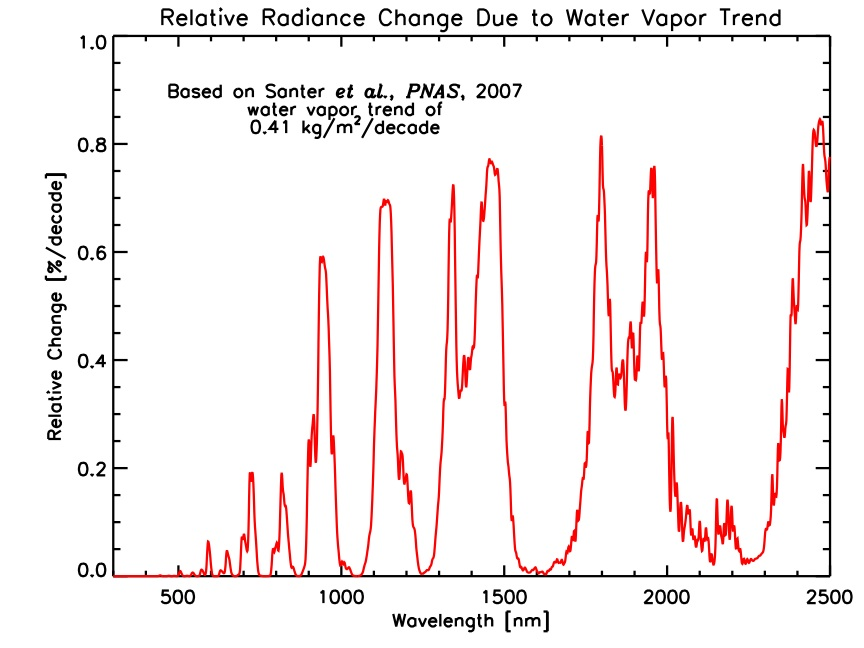 Relative Radiance Change Due to Water Vapor Trend
Based on Santer et al., PNAS, 2007
water vapor trend of
0.41 kg/m²/decade
Relative Change [%/decade]
1.0
0.8
0.6
0.4
0.2
0.0
500 1000 1500 2000 2500
Wavelength [nm]